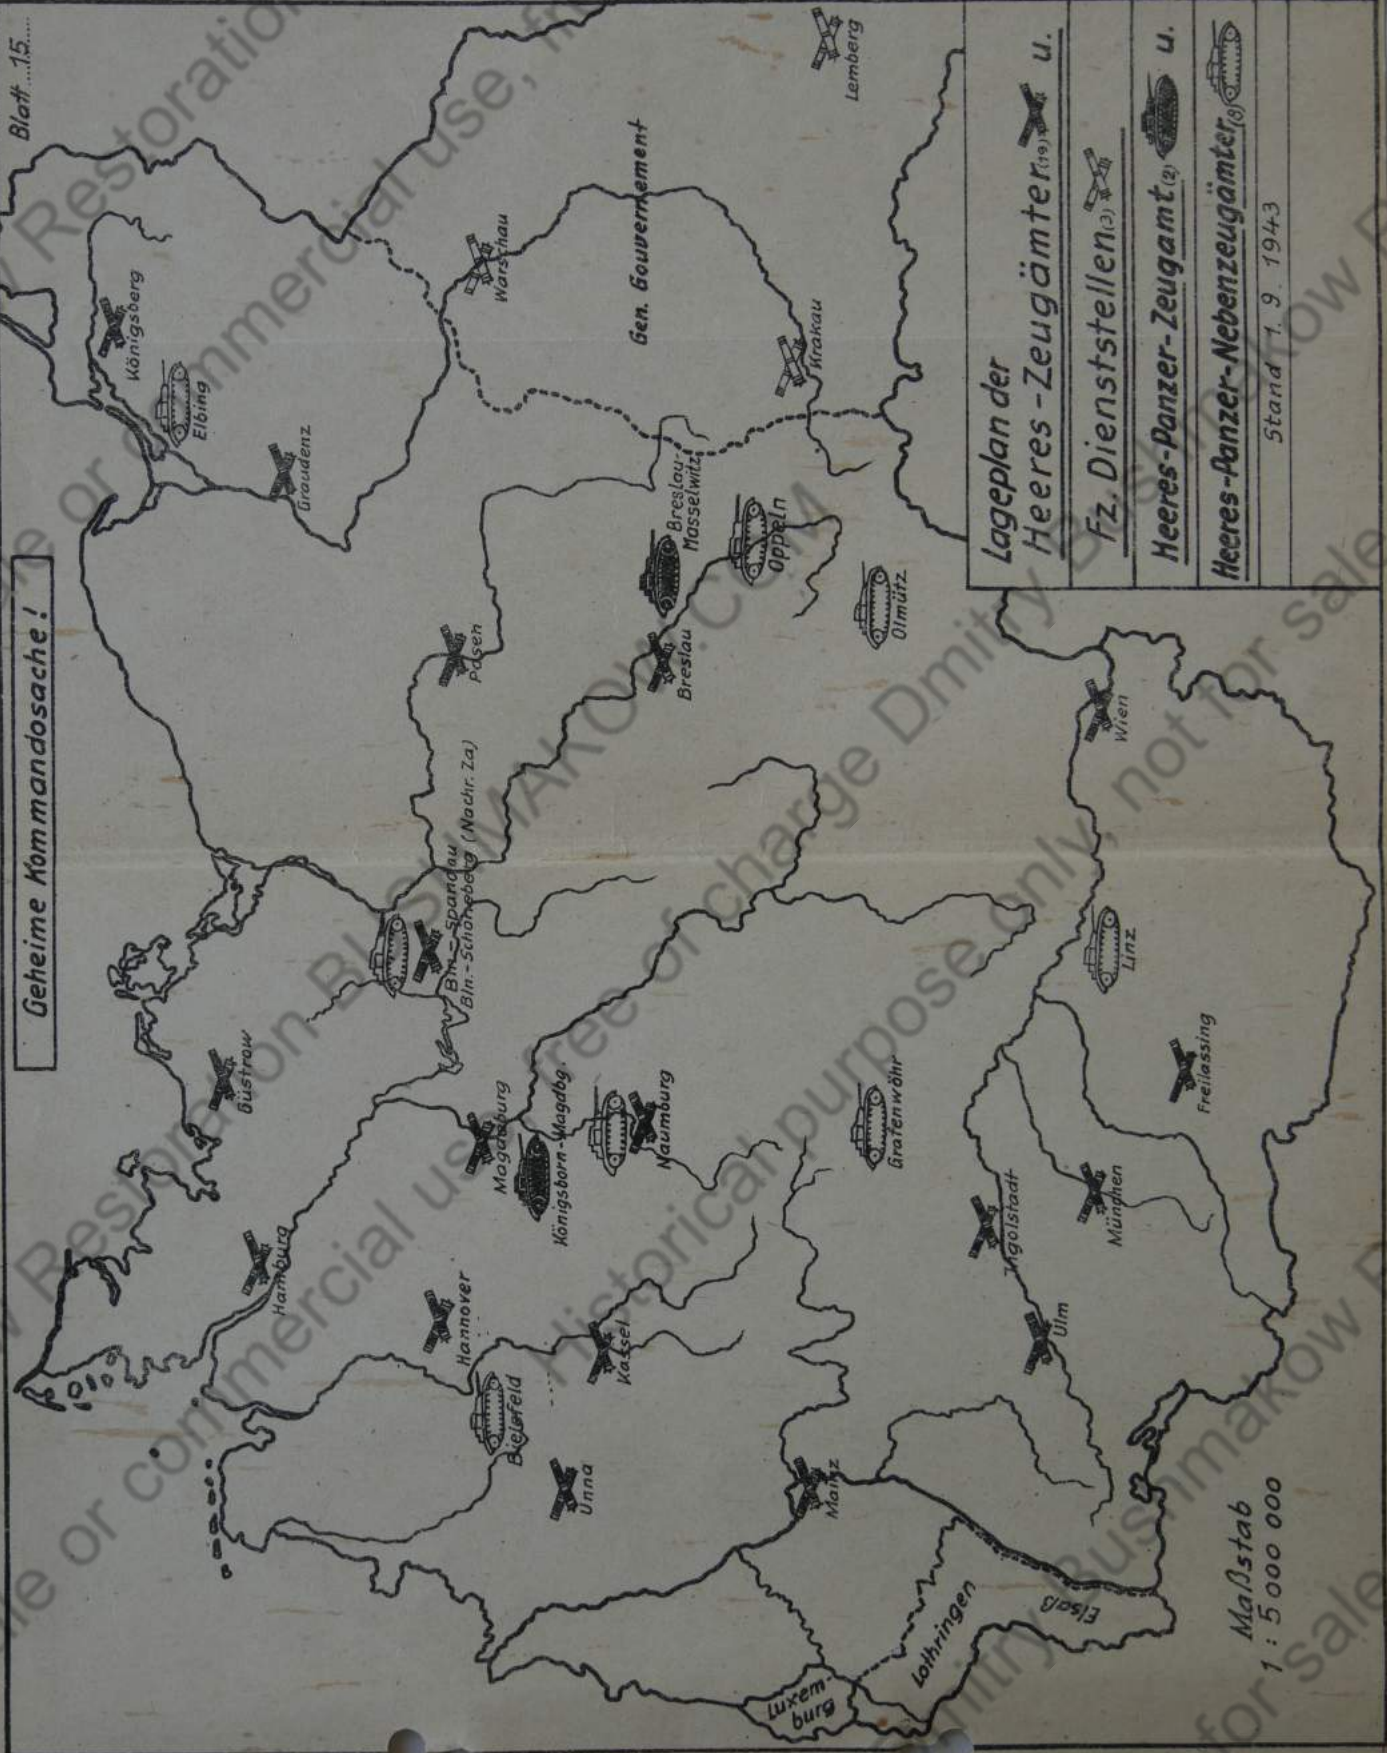 Blatt 15
Geheime Kommandosache!
Königsberg
Elbing
Graudenz
Warschau
Lemberg
Gen. Gouvernement
Krakau
Posen
Breslau-
Masselwitz
Breslau
Oppeln
Olmütz
Güstrow
Bln.-Spandau
Bln.-Schöneberg (Nachr. Za)
Hamburg
Magdeburg
Königsborn-Magdbg.
Naumburg
Hannover
Bielefeld
Kassel
Unna
Grafenwöhr
Wien
Linz
Freilassing
München
Ingolstadt
Ulm
Mainz
Luxem-
burg
Lothringen
Elsaß
Maßstab
1 : 5 000 000
Lageplan der
Heeres-Zeugämter (19) u.
Fz. Dienststellen (3)
Heeres-Panzer-Zeugamt (2) u.
Heeres-Panzer-Nebenzeugämter (8)
Stand 1. 9. 1943